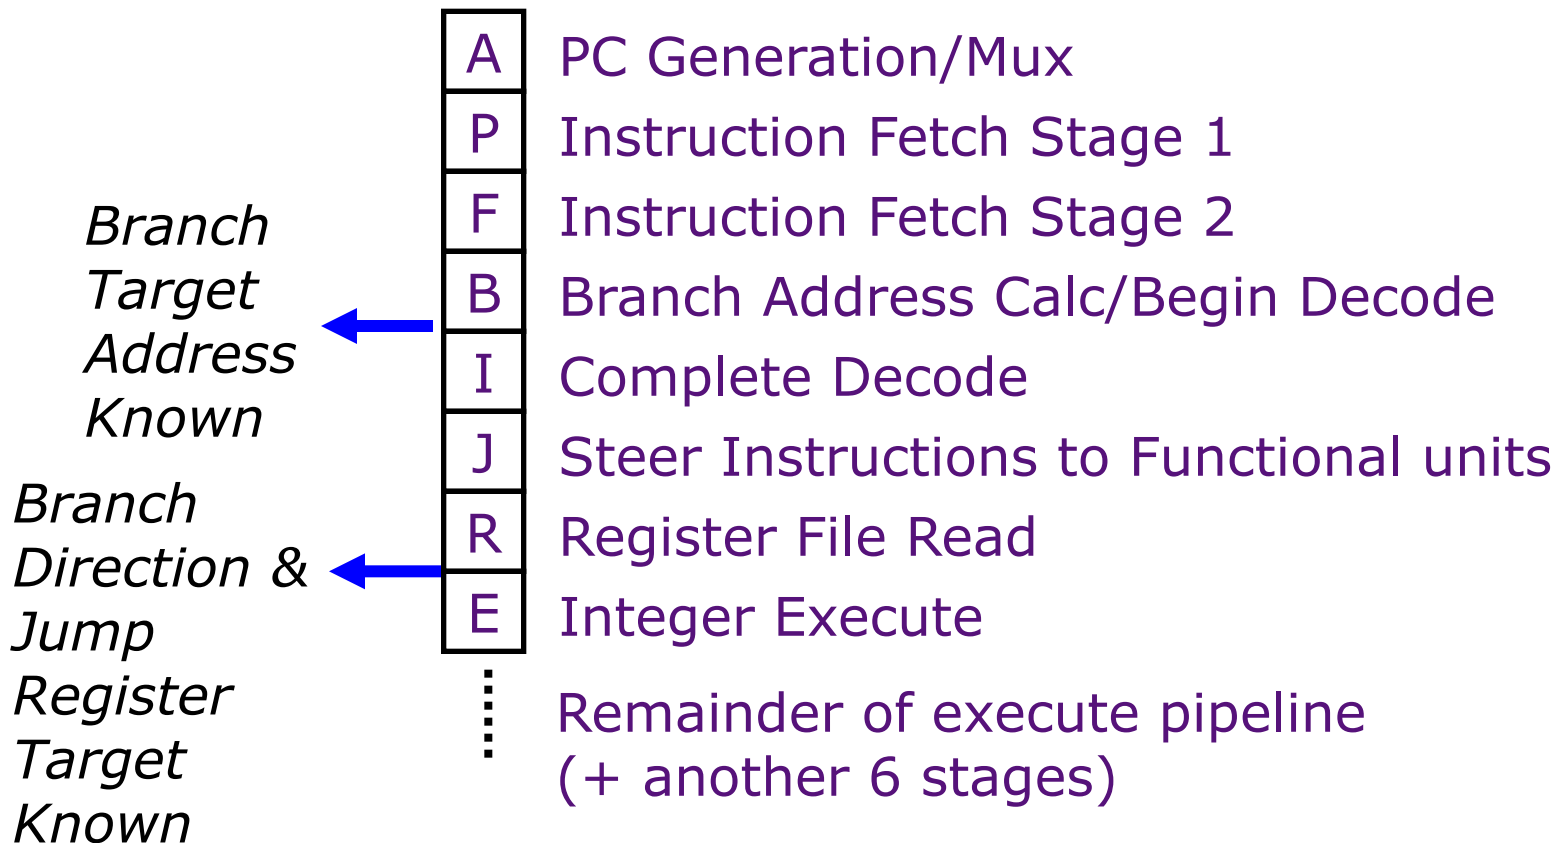 A PC Generation/Mux
P Instruction Fetch Stage 1
F Instruction Fetch Stage 2
B Branch Address Calc/Begin Decode
I Complete Decode
J Steer Instructions to Functional units
R Register File Read
E Integer Execute
Remainder of execute pipeline
(+ another 6 stages)
Branch
Target
Address
Known
Branch
Direction &
Jump
Register
Target
Known